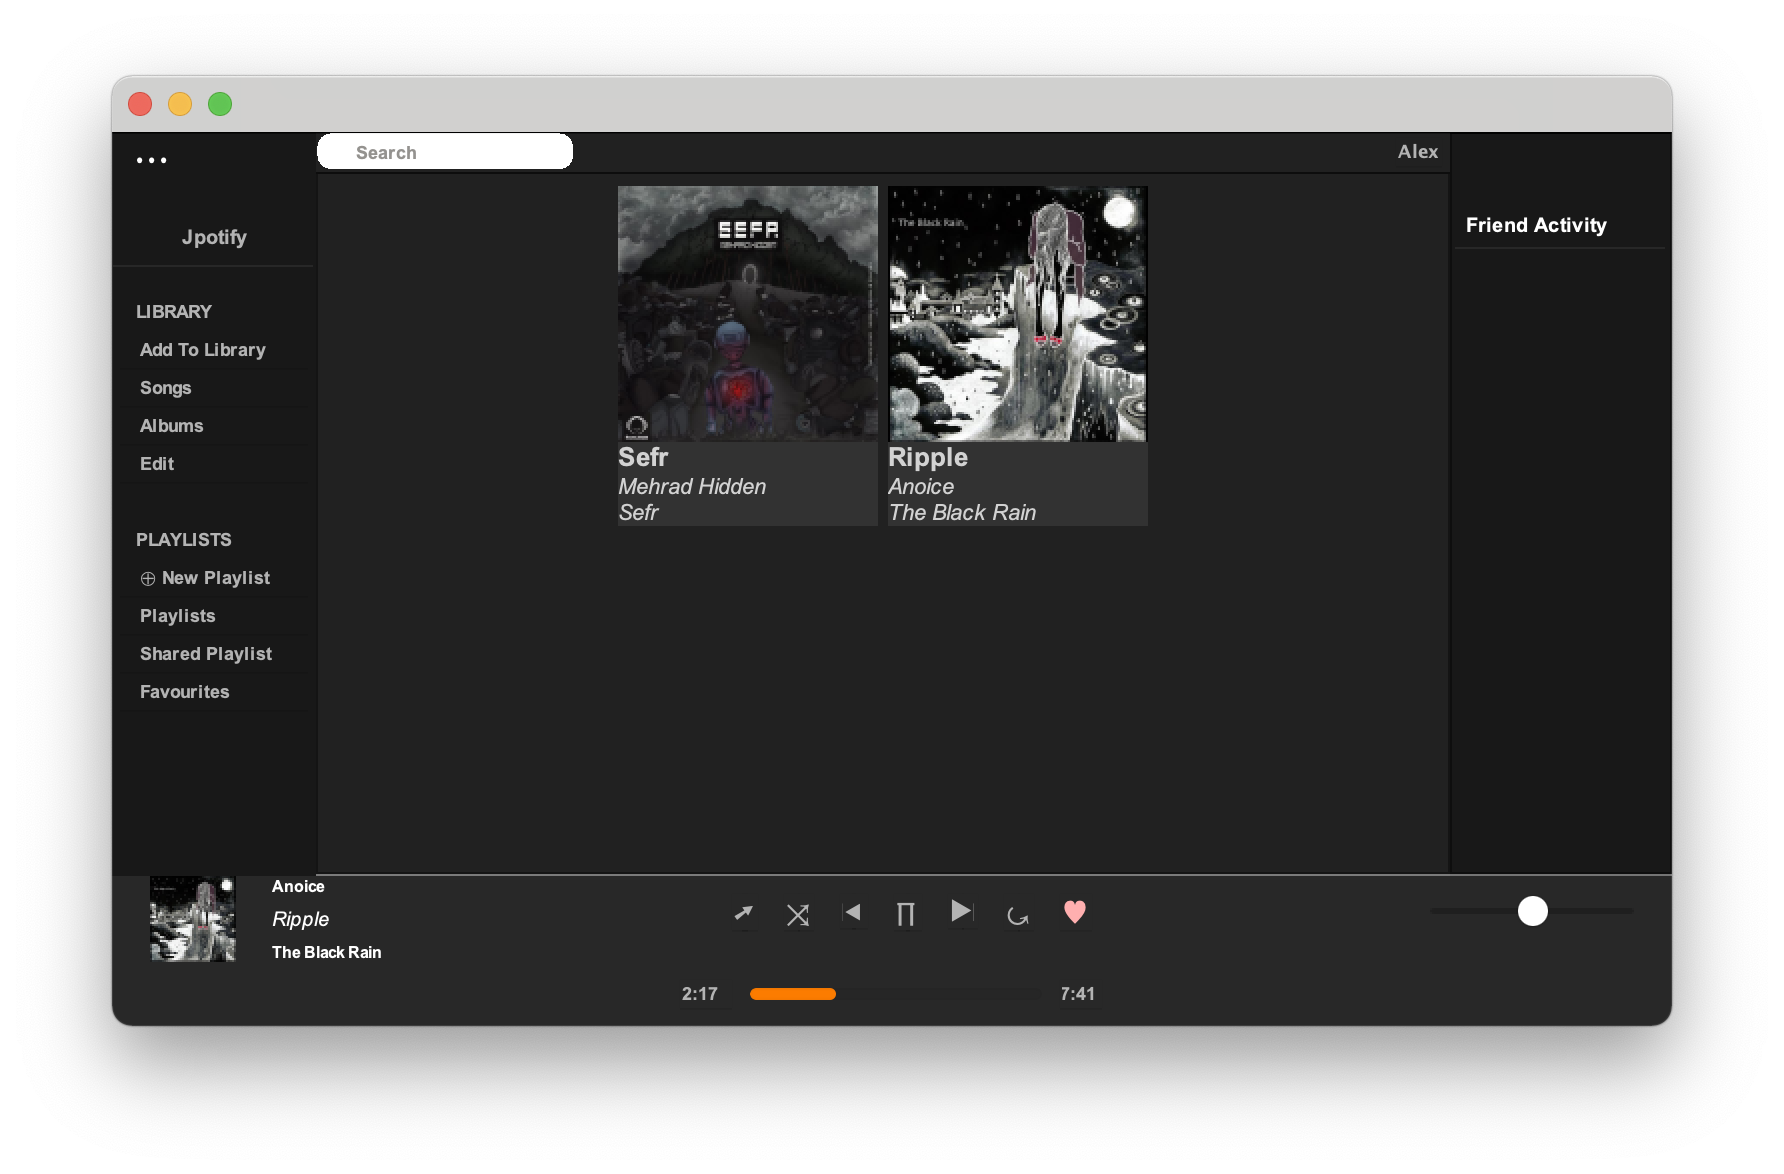 Search
Alex
Jpotify
Friend Activity
LIBRARY
Add To Library
Songs
Albums
Edit
PLAYLISTS
⊕ New Playlist
Playlists
Shared Playlist
Favourites
SEFR
The Black Rain
Sefr
Mehrad Hidden
Sefr
Ripple
Anoice
The Black Rain
Anoice
Ripple
The Black Rain
2:17
7:41